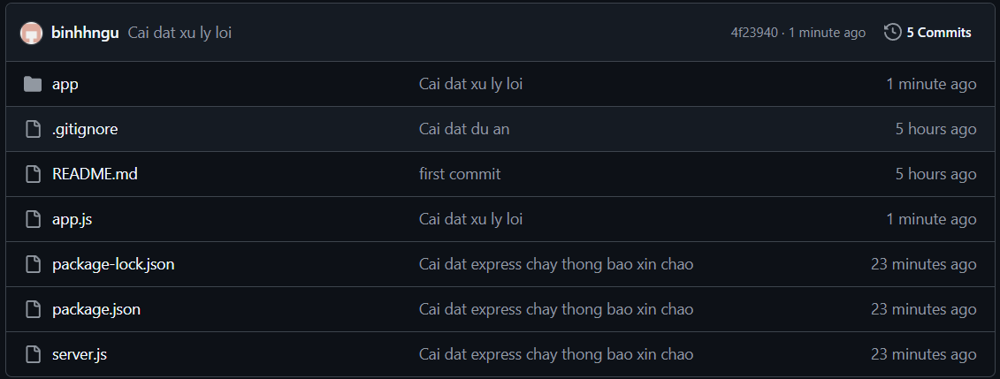 binhhngu Cai dat xu ly loi 4f23940 · 1 minute ago 5 Commits
app Cai dat xu ly loi 1 minute ago
.gitignore Cai dat du an 5 hours ago
README.md first commit 5 hours ago
app.js Cai dat xu ly loi 1 minute ago
package-lock.json Cai dat express chay thong bao xin chao 23 minutes ago
package.json Cai dat express chay thong bao xin chao 23 minutes ago
server.js Cai dat express chay thong bao xin chao 23 minutes ago